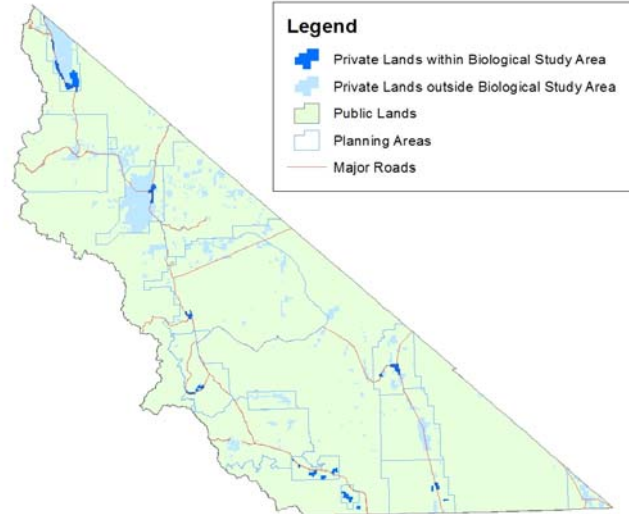 Legend
Private Lands within Biological Study Area
Private Lands outside Biological Study Area
Public Lands
Planning Areas
Major Roads